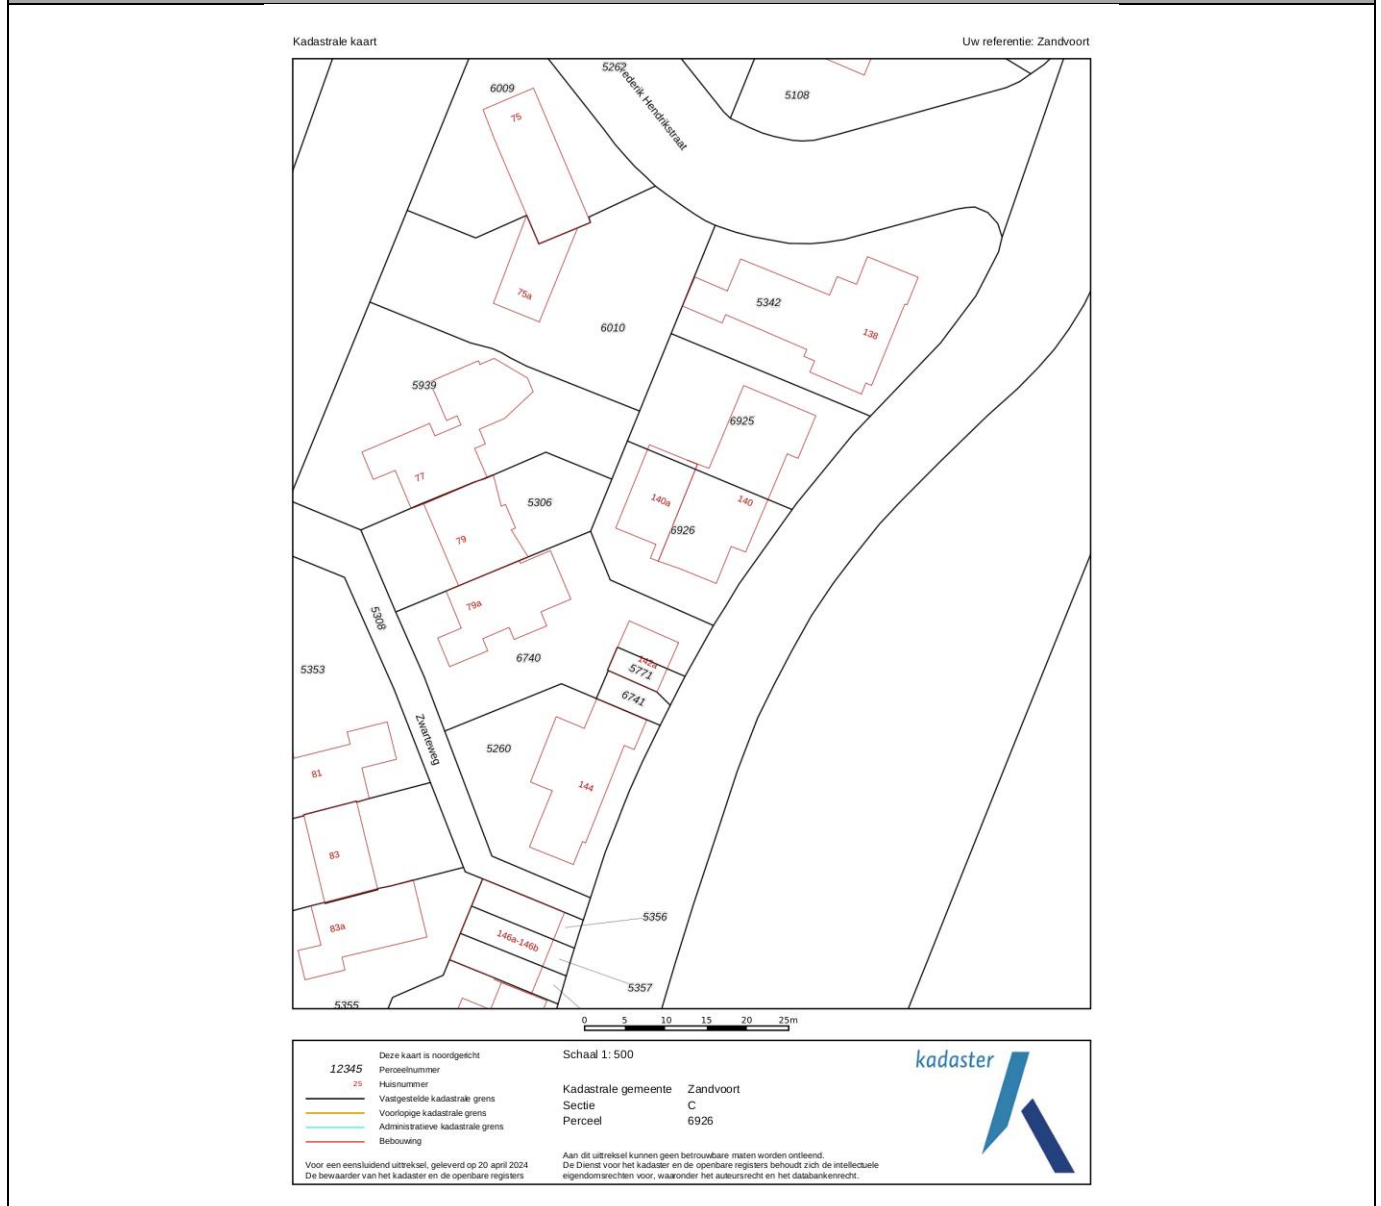 Kadastrale kaart
Uw referentie: Zandvoort
5262
6009
Frederik Hendrikstraat
5108
75
75a
5342
6010
138
5939
6925
77
140a
140
5306
6926
79
79a
5308
6740
142a
5771
5353
6741
Zwarteweg
5260
81
144
83
5356
83a
146a-146b
5357
5355
0 5 10 15 20 25m
Deze kaart is noordgericht
12345 Perceelnummer
25 Huisnummer
Vastgestelde kadastrale grens
Voorlopige kadastrale grens
Administratieve kadastrale grens
Bebouwing
Voor een eensluidend uittreksel, geleverd op 20 april 2024
De bewaarder van het kadaster en de openbare registers
Schaal 1: 500
Kadastrale gemeente Zandvoort
Sectie C
Perceel 6926
Aan dit uittreksel kunnen geen betrouwbare maten worden ontleend.
De Dienst voor het kadaster en de openbare registers behoudt zich de intellectuele
eigendomsrechten voor, waaronder het auteursrecht en het databankenrecht.
kadaster